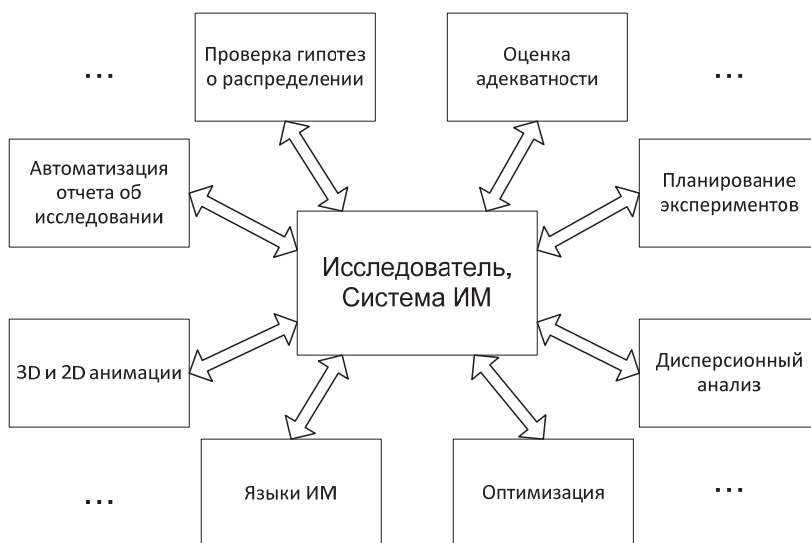 Проверка гипотез
о распределении
Оценка
адекватности
...
...
Автоматизация
отчета об
исследовании
Планирование
экспериментов
Исследователь,
Система ИМ
3D и 2D анимации
Дисперсионный
анализ
Языки ИМ
Оптимизация
...
...